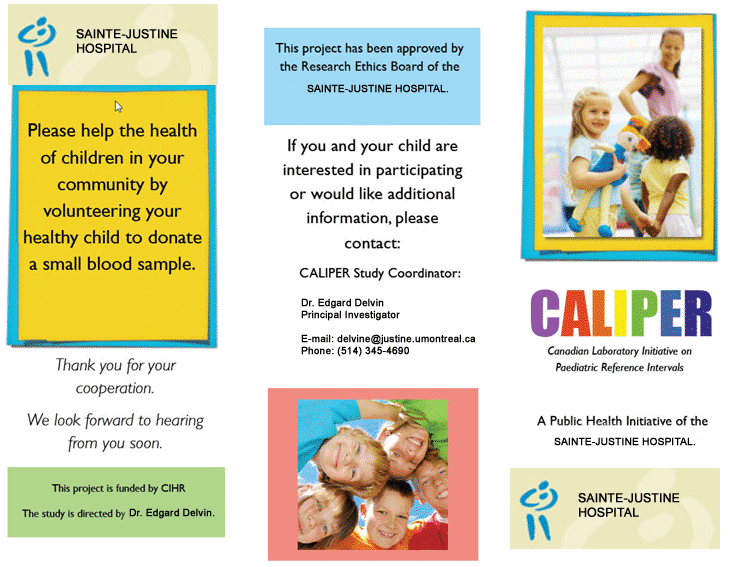 SAINTE-JUSTINE
HOSPITAL
Please help the health
of children in your
community by
volunteering your
healthy child to donate
a small blood sample.
Thank you for your
cooperation.
We look forward to hearing
from you soon.
This project is funded by CIHR
The study is directed by Dr. Edgard Delvin.
This project has been approved by
the Research Ethics Board of the
SAINTE-JUSTINE HOSPITAL.
If you and your child are
interested in participating
or would like additional
information, please
contact:
CALIPER Study Coordinator:
Dr. Edgard Delvin
Principal Investigator
E-mail: delvine@justine.umontreal.ca
Phone: (514) 345-4690
CALIPER
Canadian Laboratory Initiative on
Paediatric Reference Intervals
A Public Health Initiative of the
SAINTE-JUSTINE HOSPITAL.
SAINTE-JUSTINE
HOSPITAL